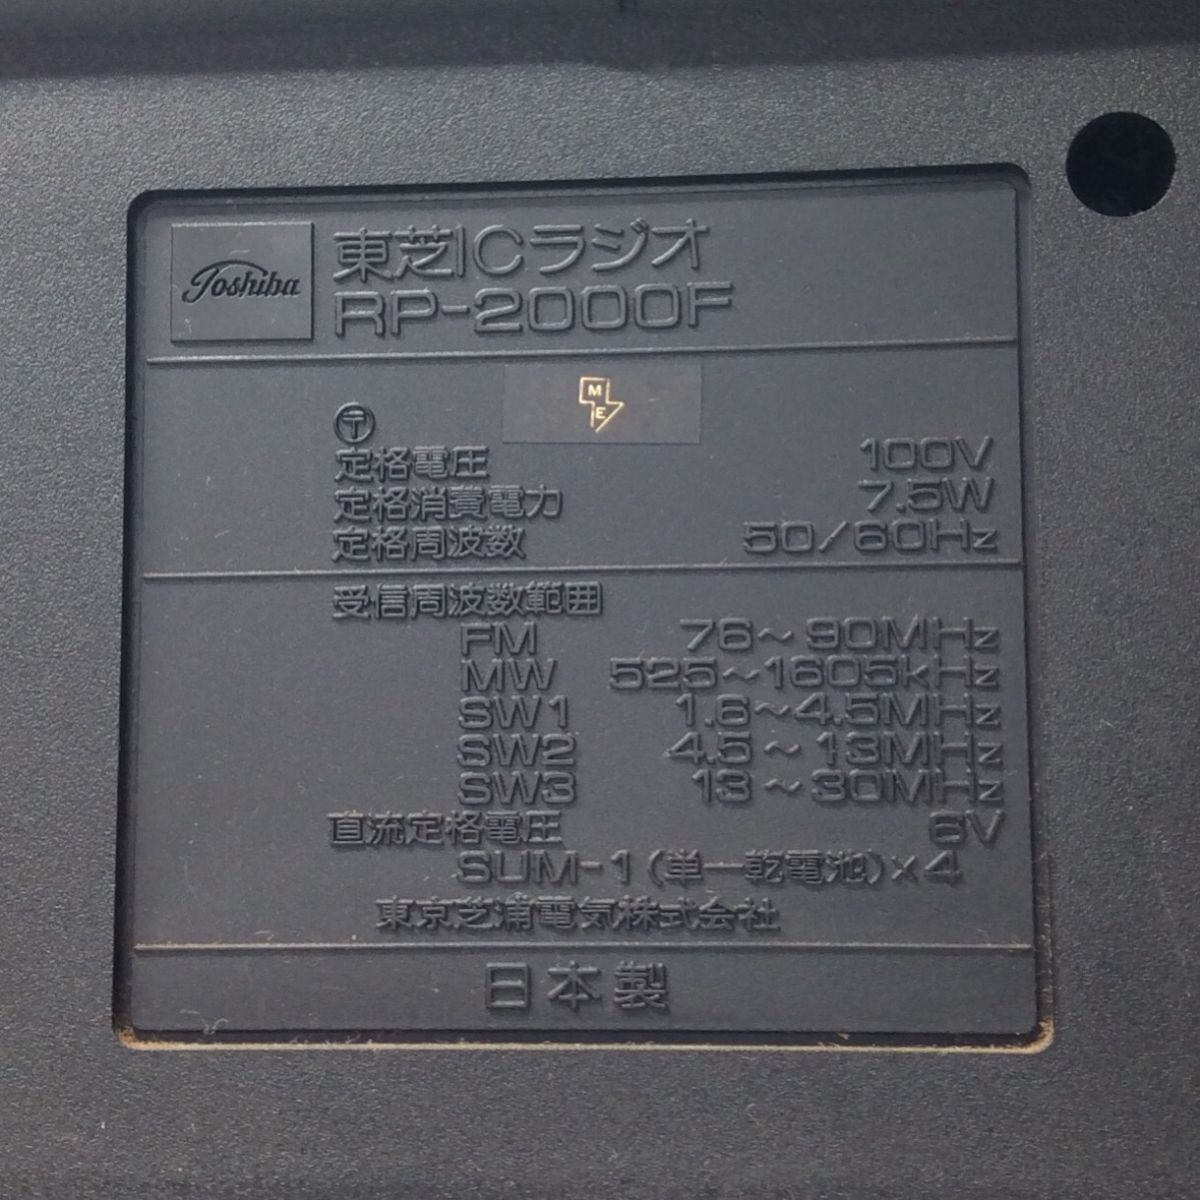 Toshiba
東芝ICラジオ
RP-2000F
ME
〒
定格電圧 100V
定格消費電力 7.5W
定格周波数 50/60Hz
受信周波数範囲
FM 76~90MHz
MW 525~1605kHz
SW1 1.6~4.5MHz
SW2 4.5~13MHz
SW3 13~30MHz
直流定格電圧 6V
SUM-1(単一乾電池)×4
東京芝浦電気株式会社
日本製